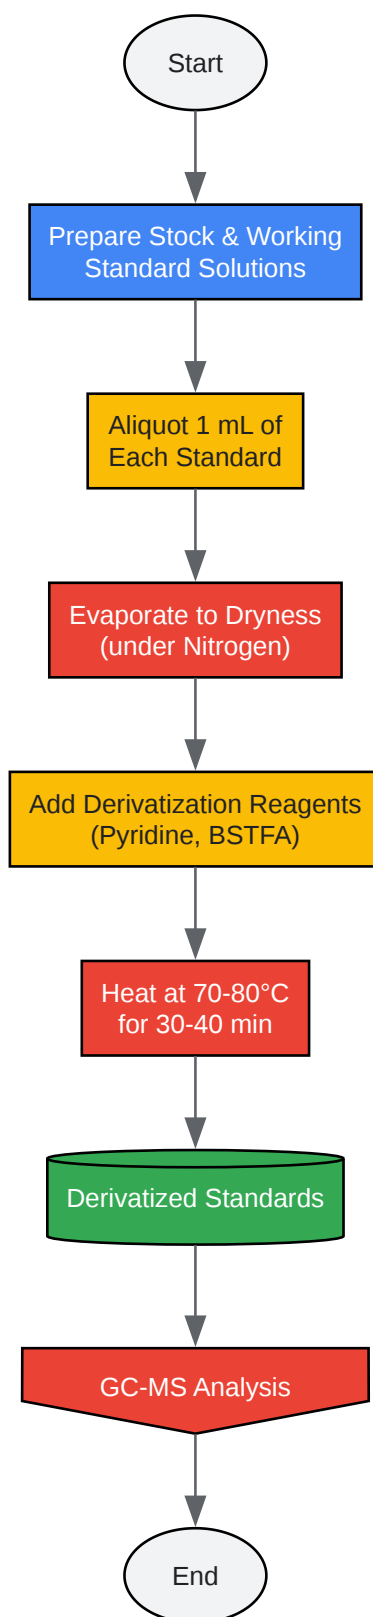 Start
Prepare Stock & Working
Standard Solutions
Aliquot 1 mL of
Each Standard
Evaporate to Dryness
(under Nitrogen)
Add Derivatization Reagents
(Pyridine, BSTFA)
Heat at 70-80°C
for 30-40 min
Derivatized Standards
GC-MS Analysis
End